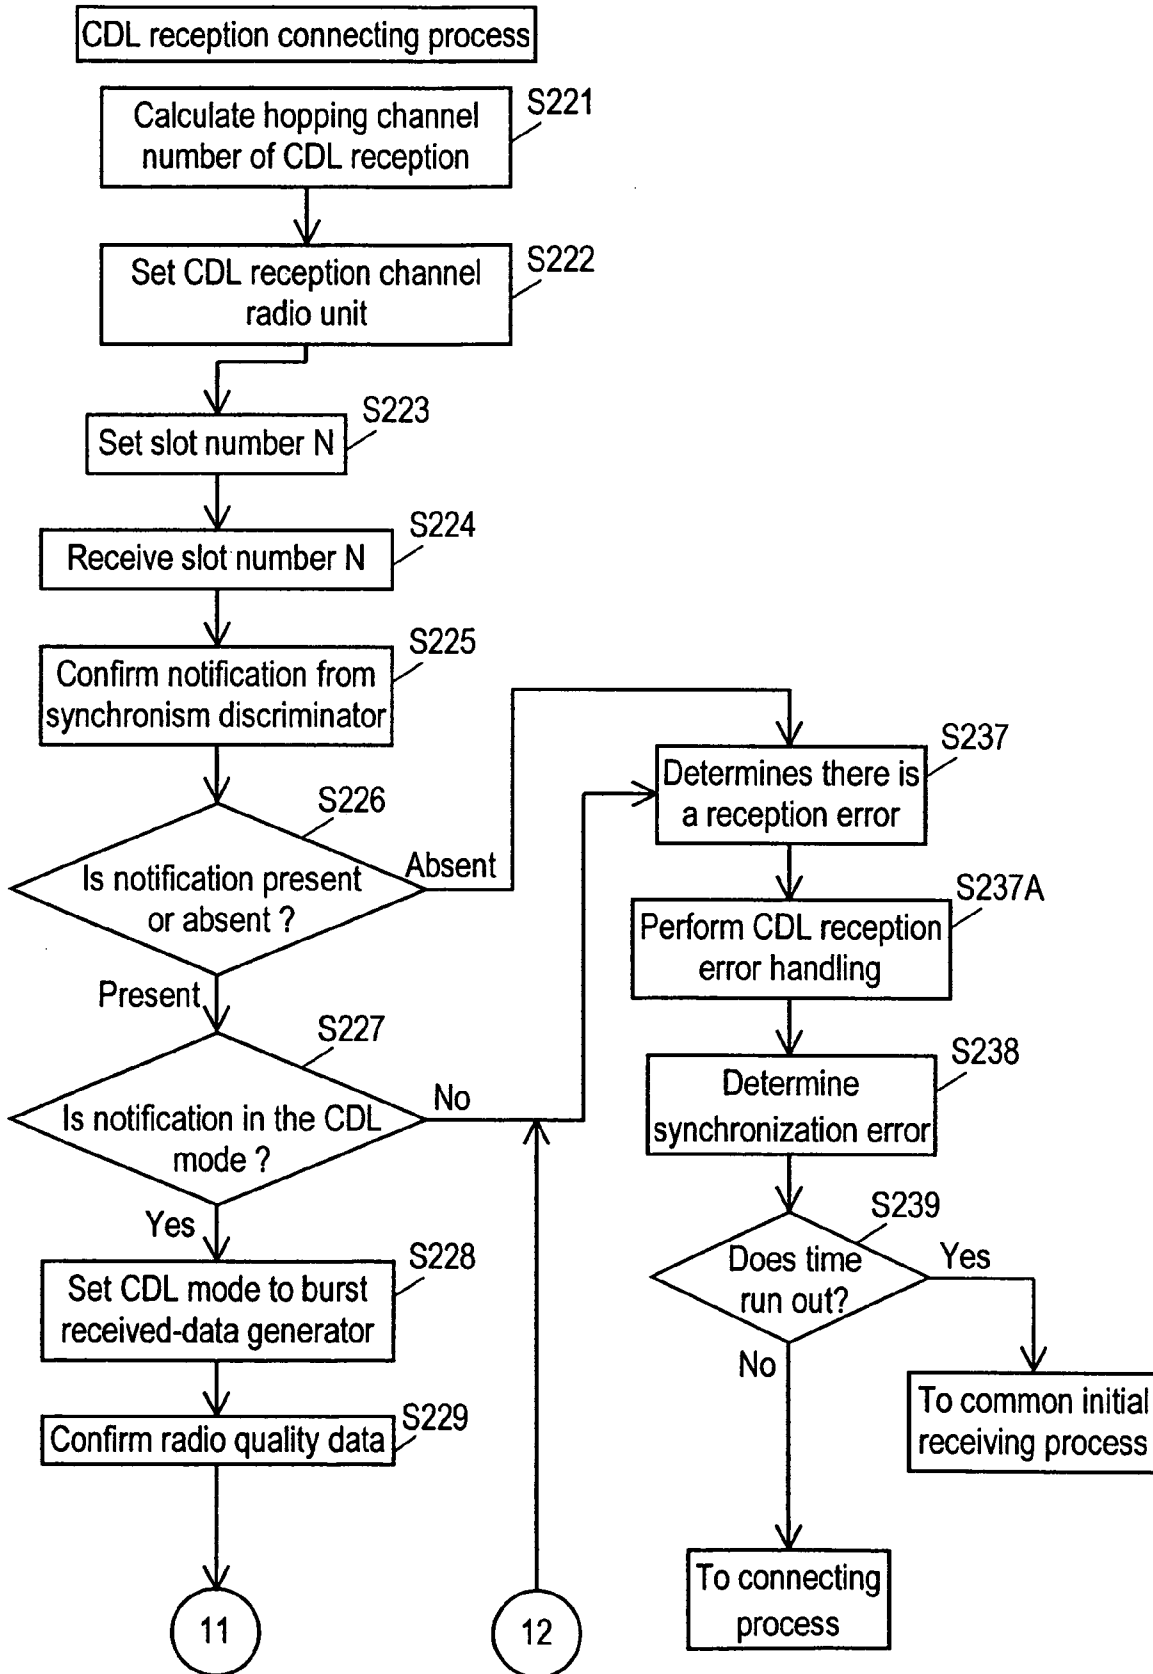 CDL reception connecting process
S221
Calculate hopping channel
number of CDL reception
S222
Set CDL reception channel
radio unit
S223
Set slot number N
S224
Receive slot number N
S225
Confirm notification from
synchronism discriminator
S226
Is notification present
or absent ?
Absent
Present
S227
Is notification in the CDL
mode ?
No
Yes
S228
Set CDL mode to burst
received-data generator
S229
Confirm radio quality data
11
12
S237
Determines there is
a reception error
S237A
Perform CDL reception
error handling
S238
Determine
synchronization error
S239
Does time
run out?
Yes
No
To common initial
receiving process
To connecting
process